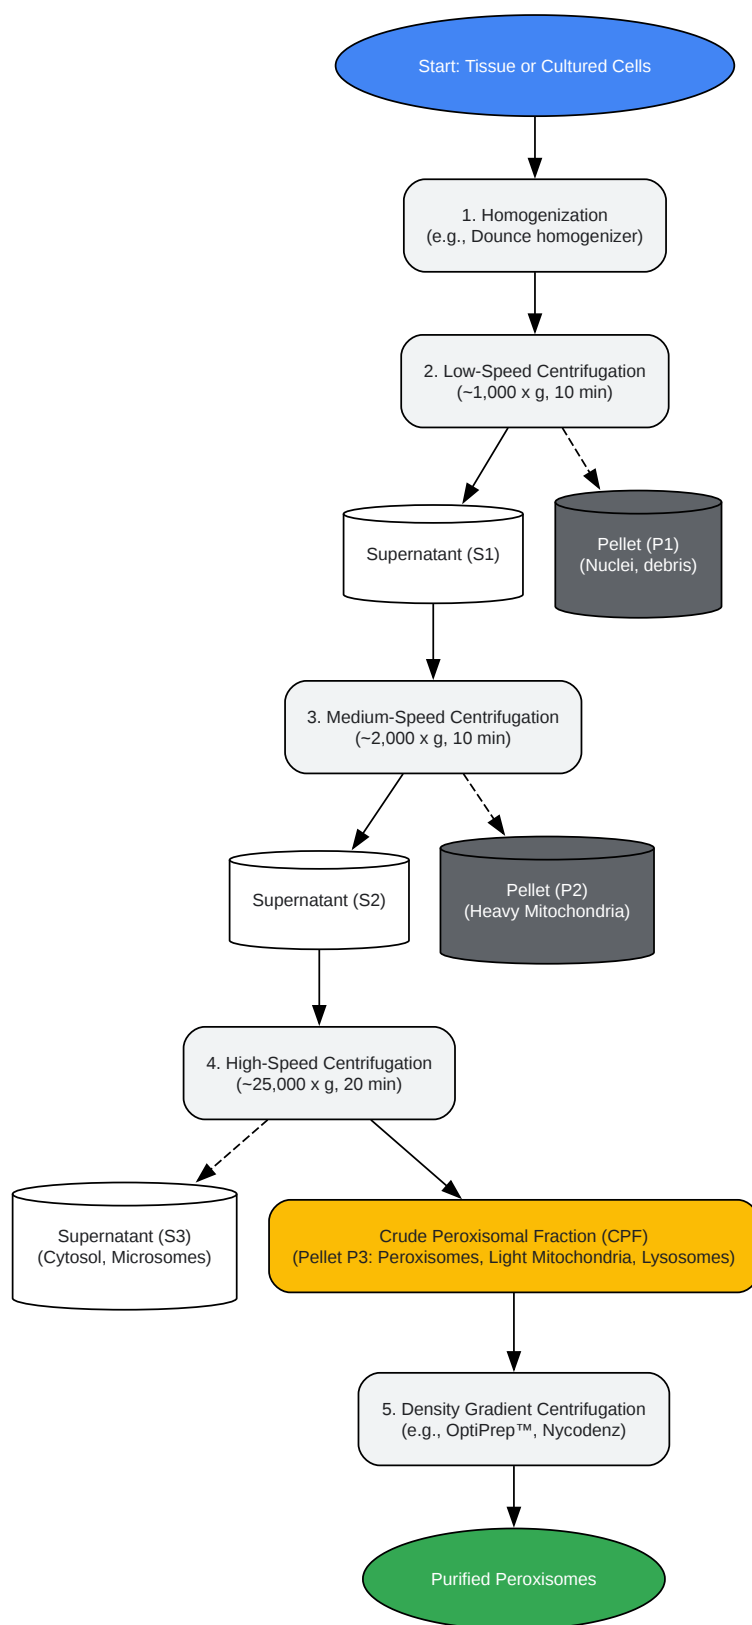 Start: Tissue or Cultured Cells
1. Homogenization
(e.g., Dounce homogenizer)
2. Low-Speed Centrifugation
(~1,000 x g, 10 min)
Supernatant (S1)
Pellet (P1)
(Nuclei, debris)
3. Medium-Speed Centrifugation
(~2,000 x g, 10 min)
Supernatant (S2)
Pellet (P2)
(Heavy Mitochondria)
4. High-Speed Centrifugation
(~25,000 x g, 20 min)
Supernatant (S3)
(Cytosol, Microsomes)
Crude Peroxisomal Fraction (CPF)
(Pellet P3: Peroxisomes, Light Mitochondria, Lysosomes)
5. Density Gradient Centrifugation
(e.g., OptiPrep™, Nycodenz)
Purified Peroxisomes